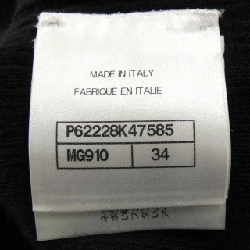 MADE IN ITALY
FABRIQUE EN ITALIE
P62228K47585
MG910 34